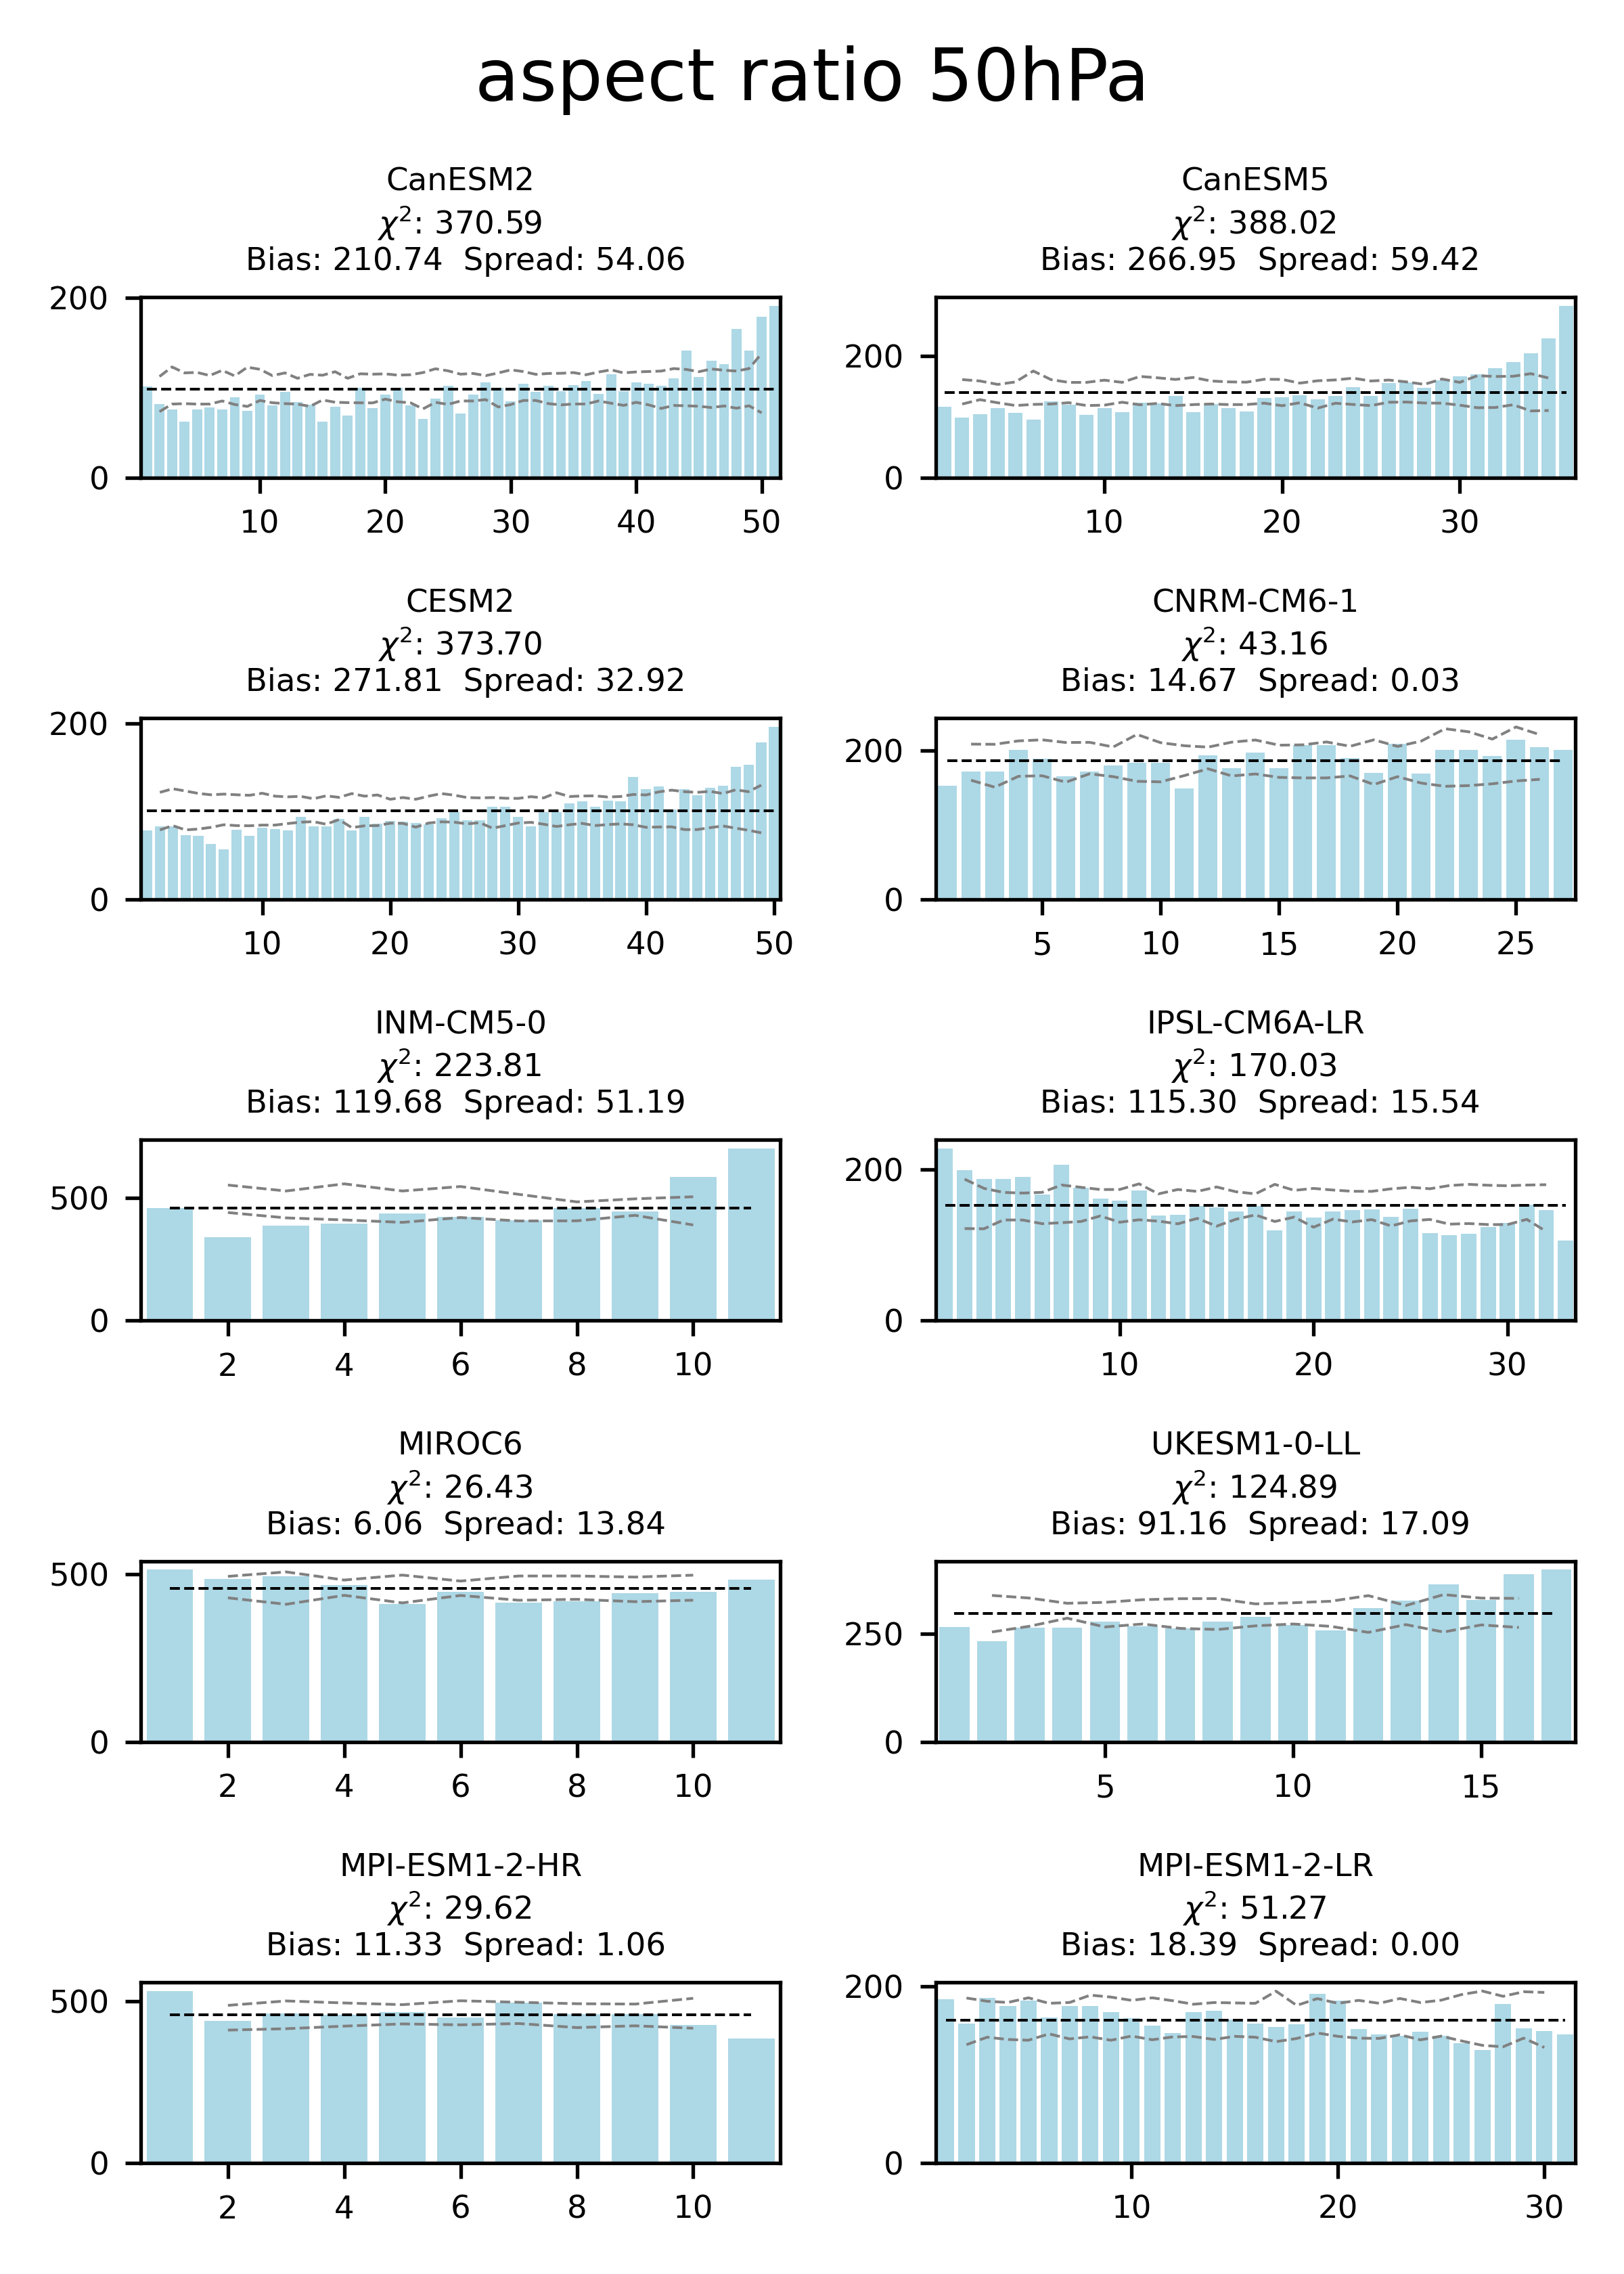 aspect ratio 50hPa
CanESM2
χ²: 370.59
Bias: 210.74 Spread: 54.06
200
0
10 20 30 40 50
CanESM5
χ²: 388.02
Bias: 266.95 Spread: 59.42
200
0
10 20 30
CESM2
χ²: 373.70
Bias: 271.81 Spread: 32.92
200
0
10 20 30 40 50
CNRM-CM6-1
χ²: 43.16
Bias: 14.67 Spread: 0.03
200
0
5 10 15 20 25
INM-CM5-0
χ²: 223.81
Bias: 119.68 Spread: 51.19
500
0
2 4 6 8 10
IPSL-CM6A-LR
χ²: 170.03
Bias: 115.30 Spread: 15.54
200
0
10 20 30
MIROC6
χ²: 26.43
Bias: 6.06 Spread: 13.84
500
0
2 4 6 8 10
UKESM1-0-LL
χ²: 124.89
Bias: 91.16 Spread: 17.09
250
0
5 10 15
MPI-ESM1-2-HR
χ²: 29.62
Bias: 11.33 Spread: 1.06
500
0
2 4 6 8 10
MPI-ESM1-2-LR
χ²: 51.27
Bias: 18.39 Spread: 0.00
200
0
10 20 30